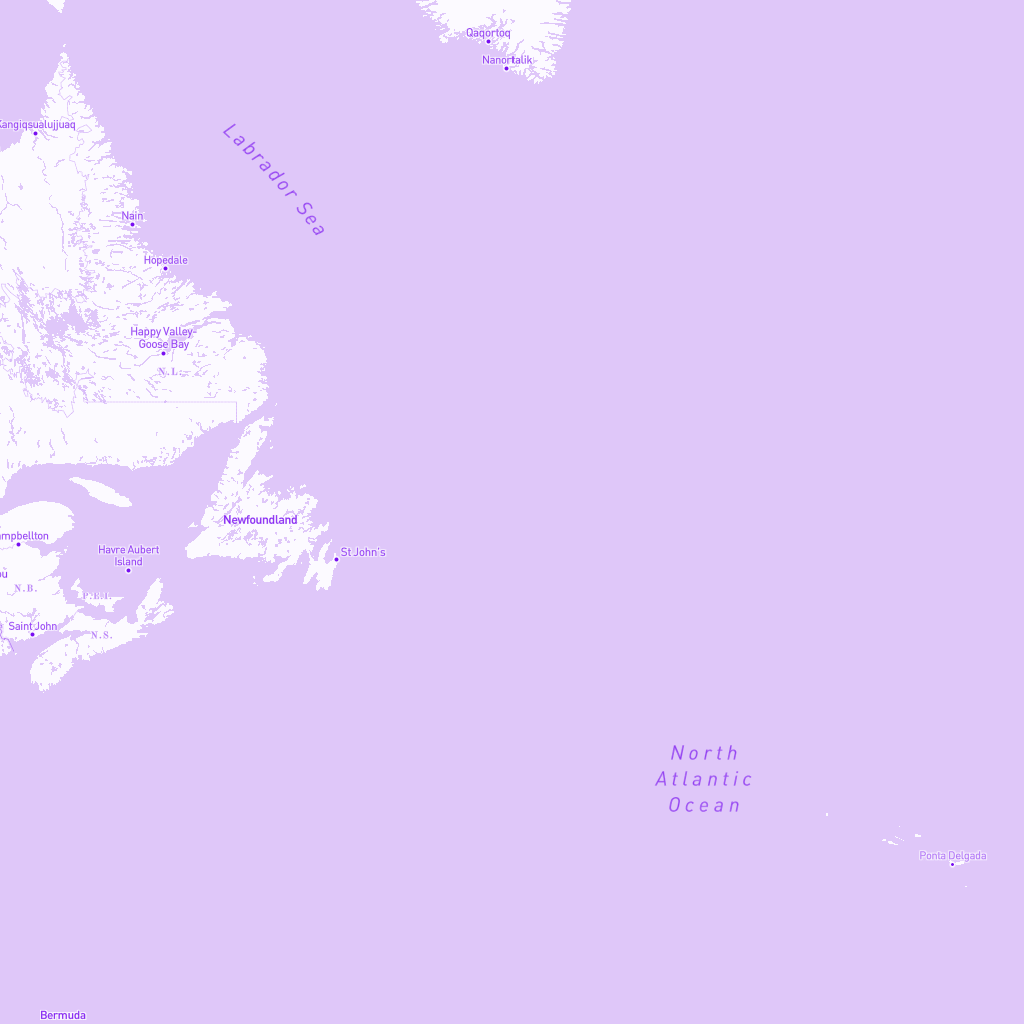 Qaqortoq
Nanortalik
Kangiqsualujjuaq
Labrador Sea
Nain
Hopedale
Happy Valley-
Goose Bay
N.L.
Newfoundland
ampbellton
Havre Aubert
Island
St John's
ou
N.B.
P.E.I.
Saint John
N.S.
North
Atlantic
Ocean
Ponta Delgada
Bermuda